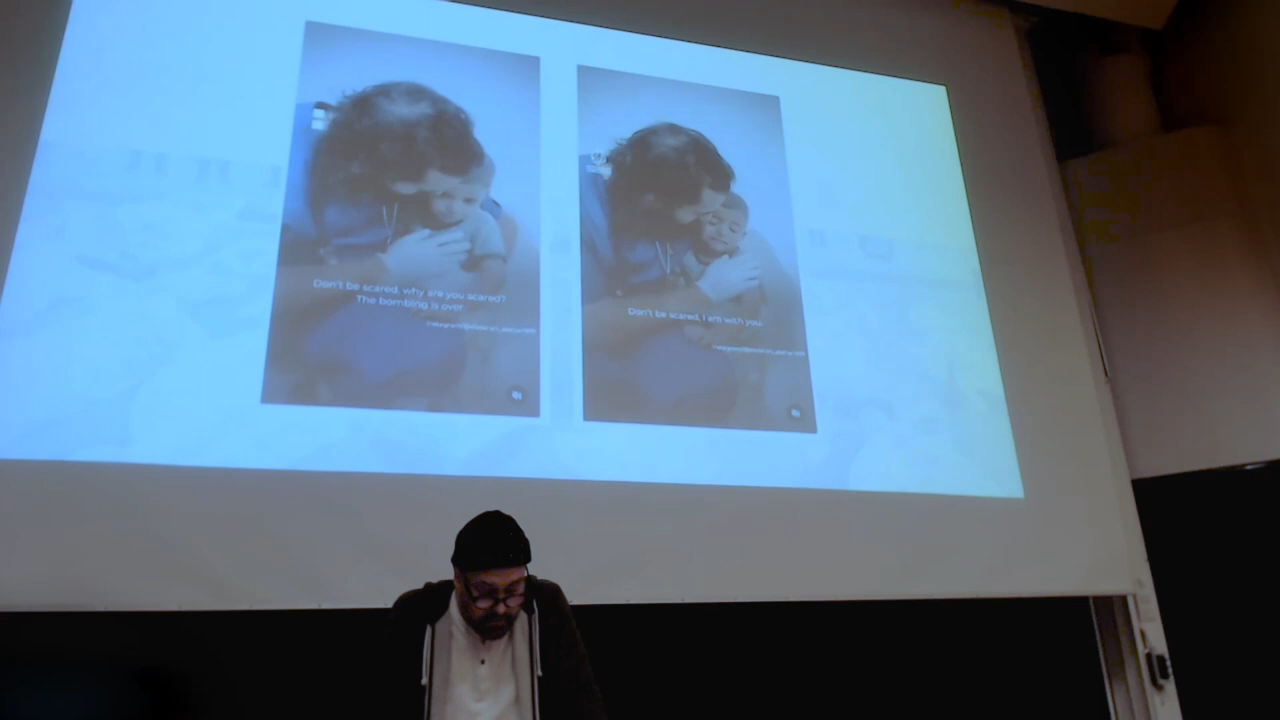 Don't be scared, why are you scared?
The bombing is over
Don't be scared, I am with you.